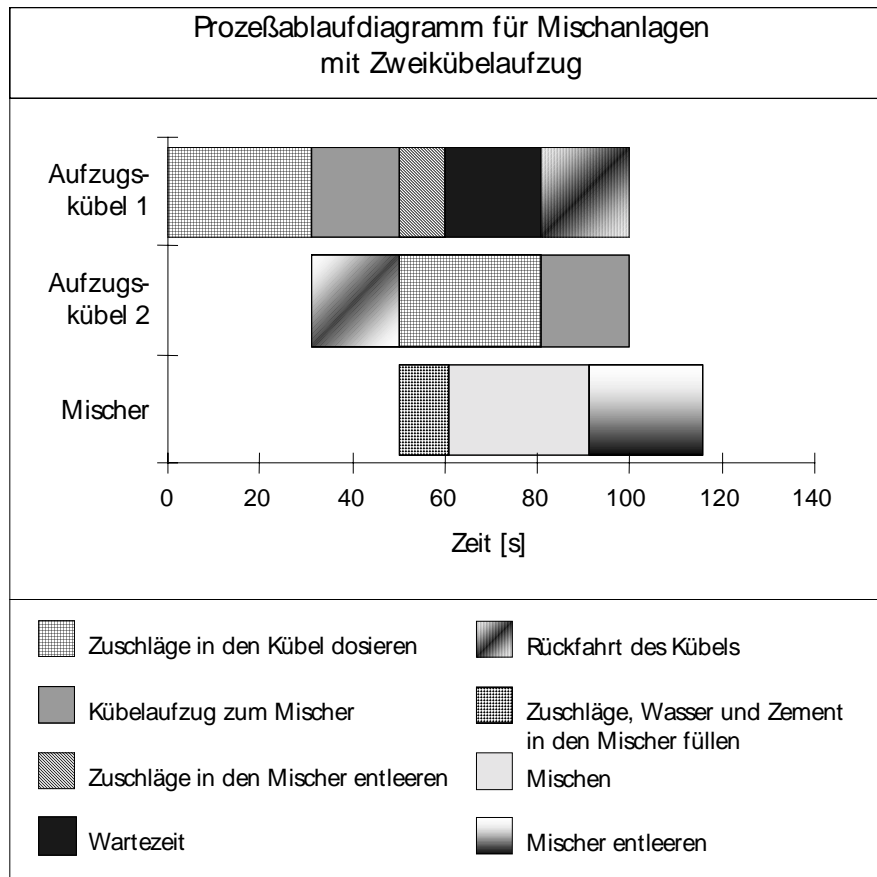 Prozeßablaufdiagramm für Mischanlagen
mit Zweikübelaufzug
Aufzugs-
kübel 1
Aufzugs-
kübel 2
Mischer
0 20 40 60 80 100 120 140
Zeit [s]
Zuschläge in den Kübel dosieren
Kübelaufzug zum Mischer
Zuschläge in den Mischer entleeren
Wartezeit
Rückfahrt des Kübels
Zuschläge, Wasser und Zement
in den Mischer füllen
Mischen
Mischer entleeren